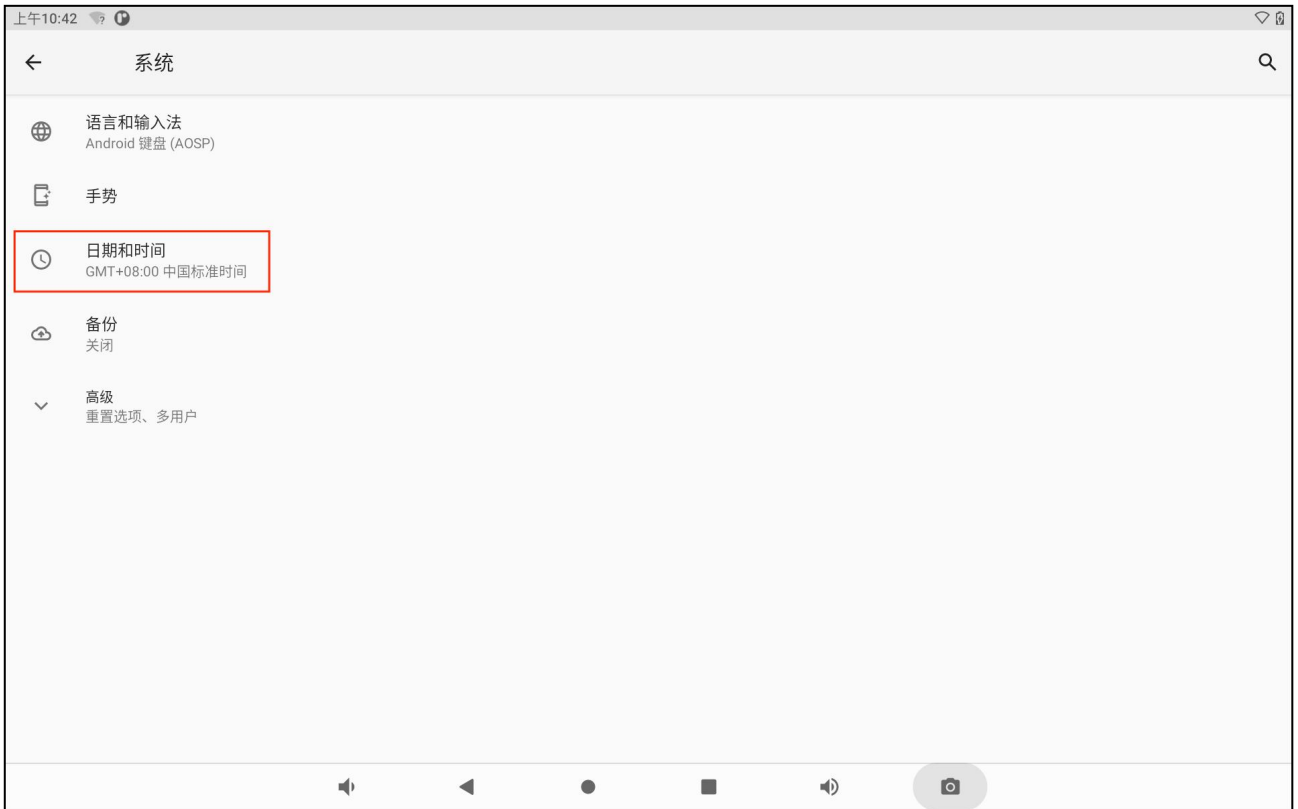 上午10:42
系统
语言和输入法
Android 键盘 (AOSP)
手势
日期和时间
GMT+08:00 中国标准时间
备份
关闭
高级
重置选项、多用户